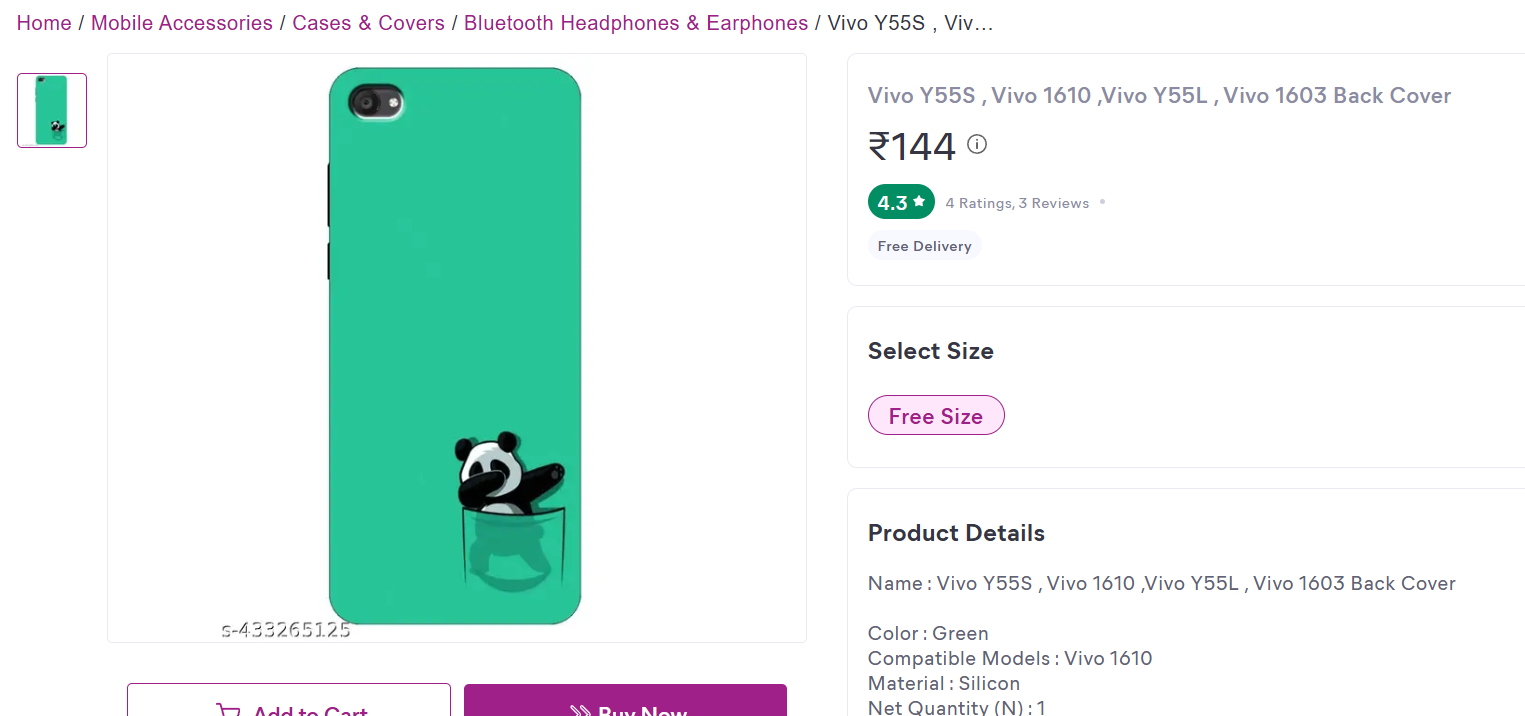 Home / Mobile Accessories / Cases & Covers / Bluetooth Headphones & Earphones / Vivo Y55S , Viv...
s-433265125
Add to Cart
Buy Now
Vivo Y55S , Vivo 1610 ,Vivo Y55L , Vivo 1603 Back Cover
₹144
4.3
4 Ratings, 3 Reviews
Free Delivery
Select Size
Free Size
Product Details
Name : Vivo Y55S , Vivo 1610 ,Vivo Y55L , Vivo 1603 Back Cover
Color : Green
Compatible Models : Vivo 1610
Material : Silicon
Net Quantity (N) : 1